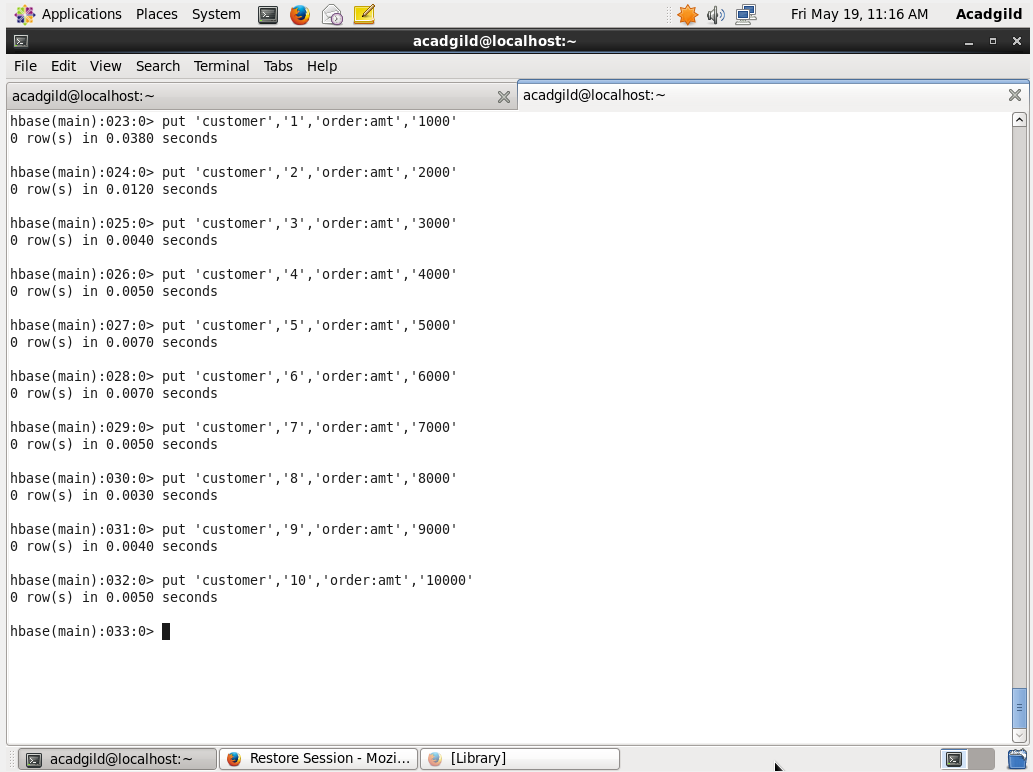 Applications Places System Fri May 19, 11:16 AM Acadgild
acadgild@localhost:~
File Edit View Search Terminal Tabs Help
acadgild@localhost:~ acadgild@localhost:~
hbase(main):023:0> put 'customer','1','order:amt','1000'
0 row(s) in 0.0380 seconds
hbase(main):024:0> put 'customer','2','order:amt','2000'
0 row(s) in 0.0120 seconds
hbase(main):025:0> put 'customer','3','order:amt','3000'
0 row(s) in 0.0040 seconds
hbase(main):026:0> put 'customer','4','order:amt','4000'
0 row(s) in 0.0050 seconds
hbase(main):027:0> put 'customer','5','order:amt','5000'
0 row(s) in 0.0070 seconds
hbase(main):028:0> put 'customer','6','order:amt','6000'
0 row(s) in 0.0070 seconds
hbase(main):029:0> put 'customer','7','order:amt','7000'
0 row(s) in 0.0050 seconds
hbase(main):030:0> put 'customer','8','order:amt','8000'
0 row(s) in 0.0030 seconds
hbase(main):031:0> put 'customer','9','order:amt','9000'
0 row(s) in 0.0040 seconds
hbase(main):032:0> put 'customer','10','order:amt','10000'
0 row(s) in 0.0050 seconds
hbase(main):033:0>
acadgild@localhost:~ Restore Session - Mozi... [Library]